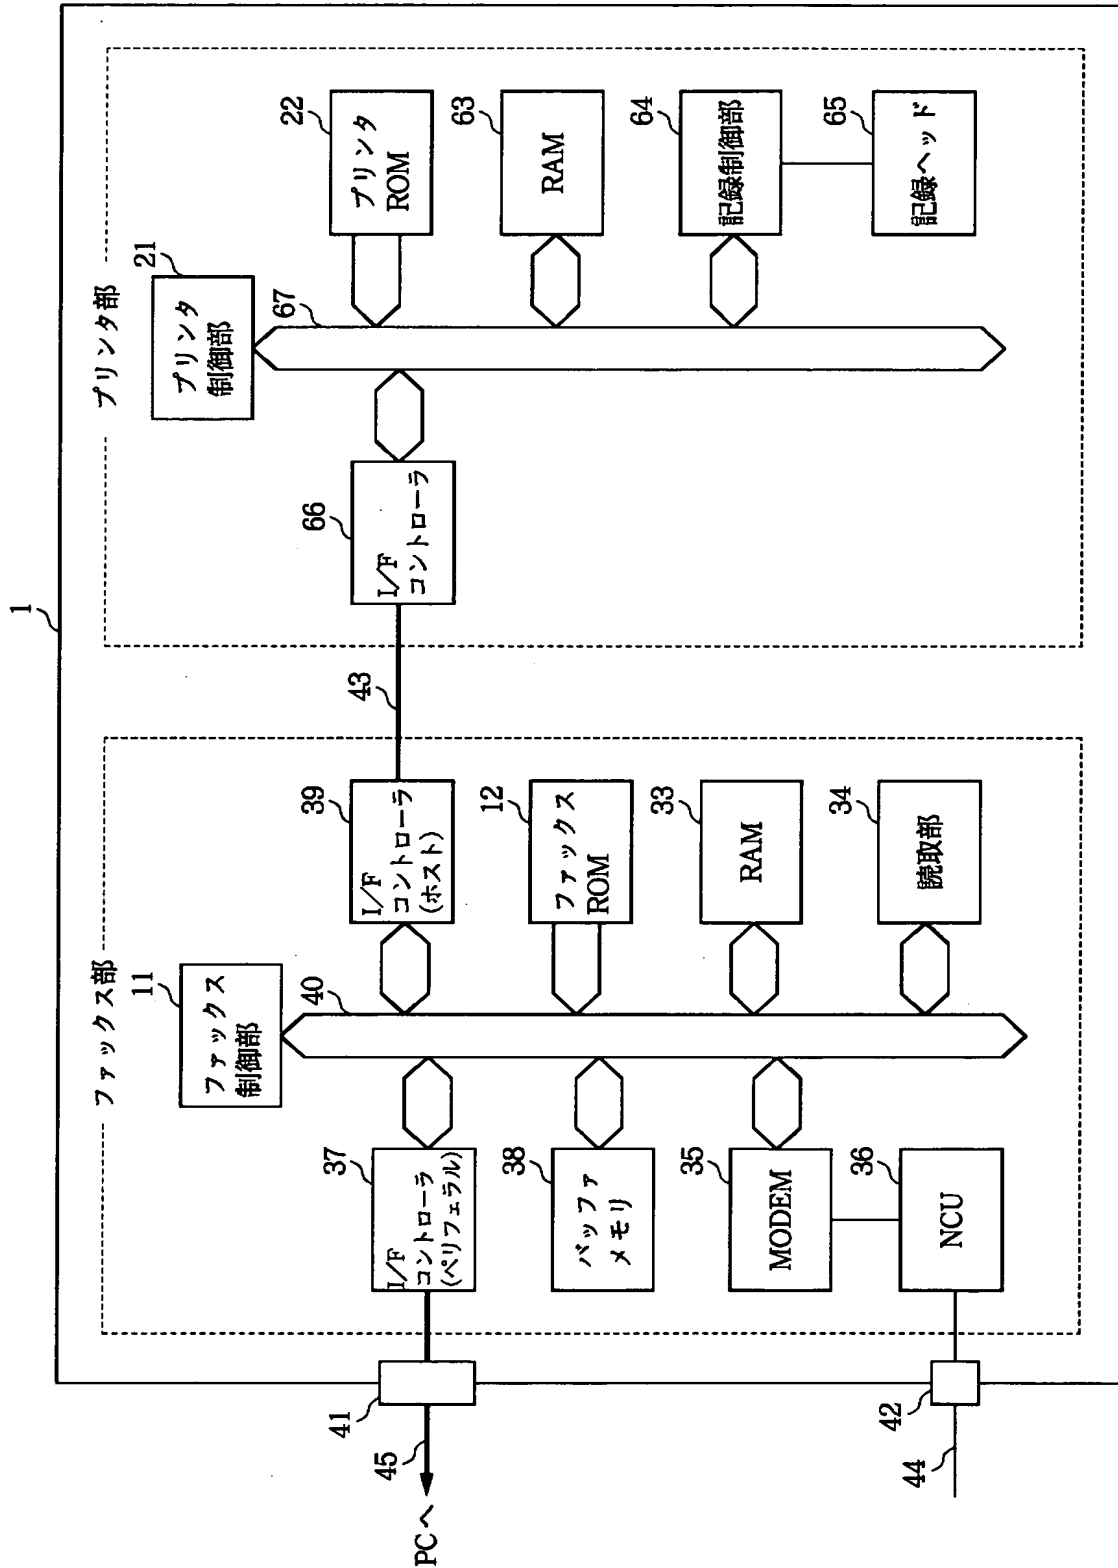 1
ファックス部
プリンタ部
11
ファックス
制御部
21
プリンタ
制御部
37
I/F
コントローラ
(ペリフェラル)
39
I/F
コントローラ
(ホスト)
43
66
I/F
コントローラ
22
プリンタ
ROM
40
67
38
バッファ
メモリ
12
ファックス
ROM
63
RAM
35
MODEM
33
RAM
64
記録制御部
36
NCU
34
読取部
65
記録ヘッド
41
45
PCへ
42
44